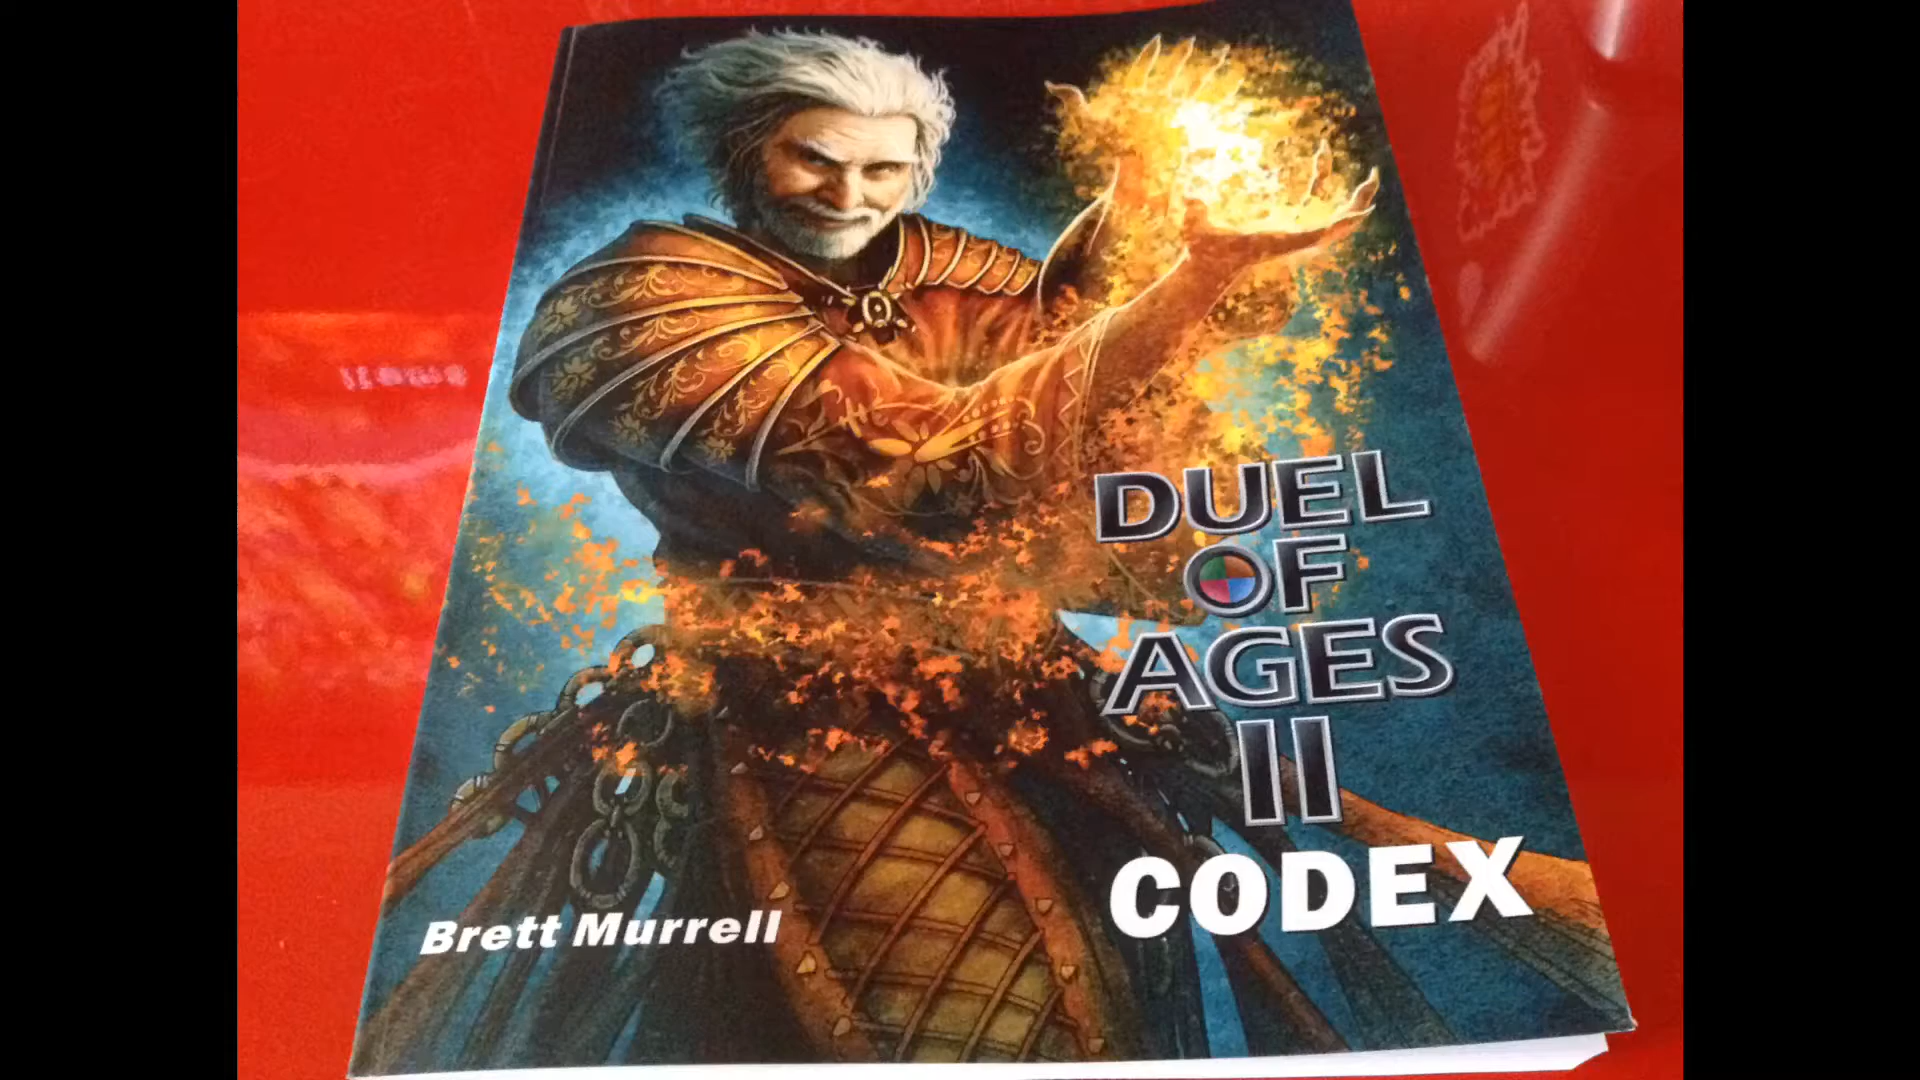 DUEL
OF
AGES
II
CODEX
Brett Murrell